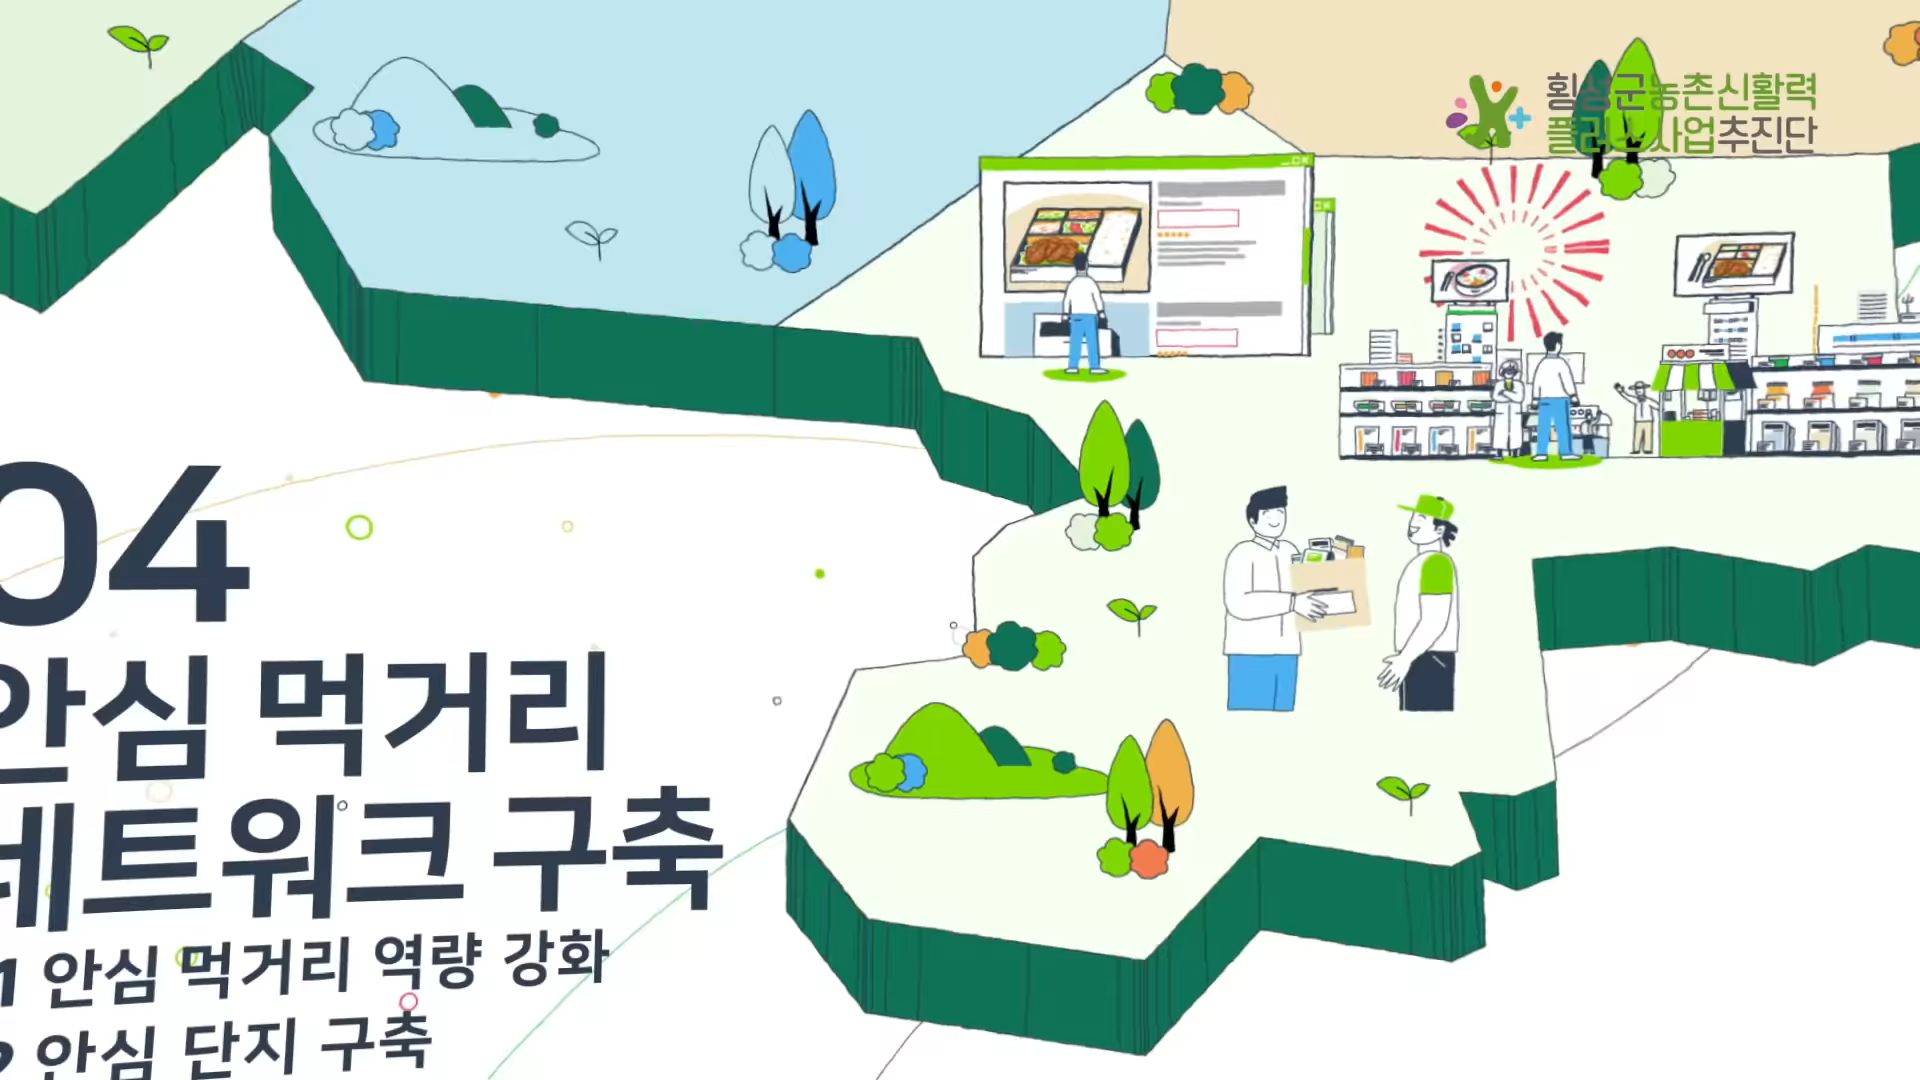 횡성군농촌신활력
플러스사업추진단
04
안심 먹거리
네트워크 구축
1 안심 먹거리 역량 강화
2 안심 단지 구축